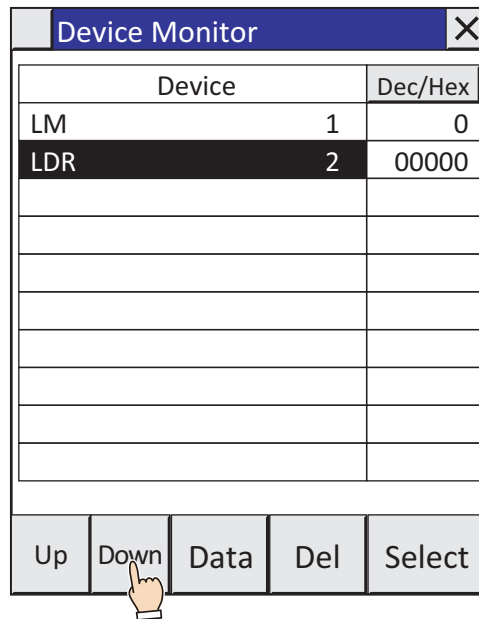 Device Monitor
Device Dec/Hex
LM 1 0
LDR 2 00000
Up Down Data Del Select